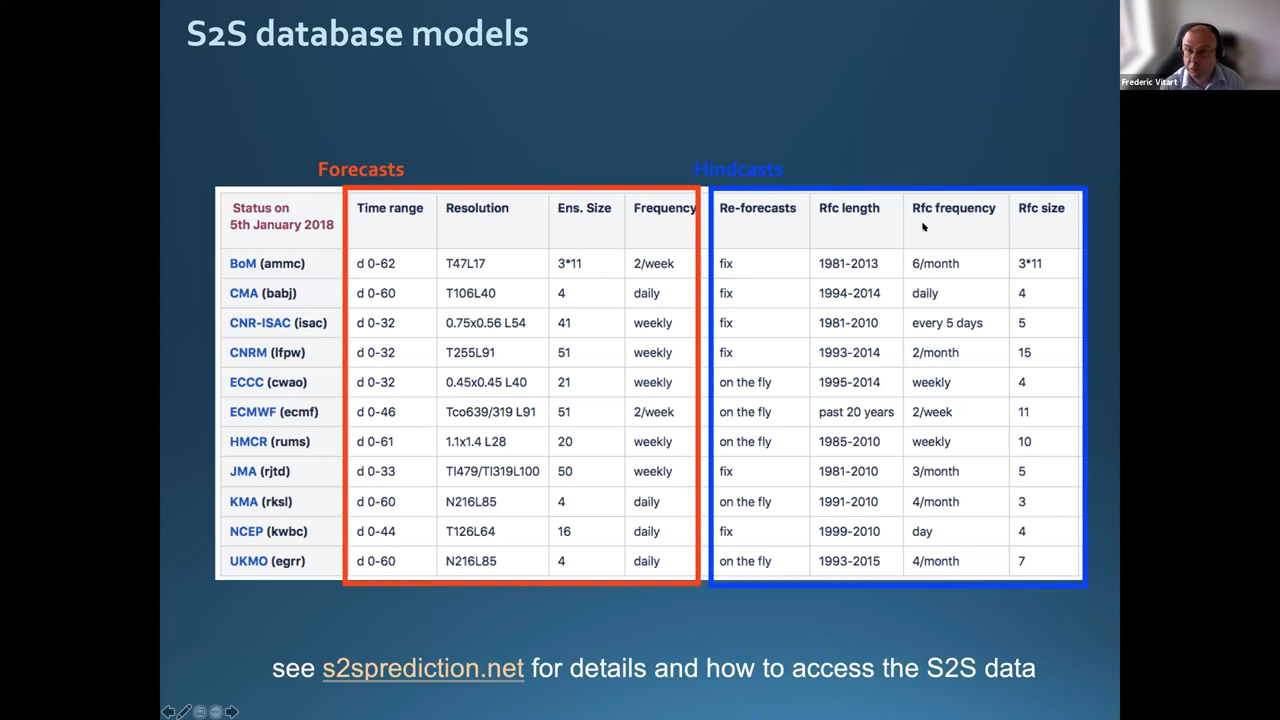 S2S database models
Frederic Vitart
Forecasts Hindcasts
Status on 5th January 2018 Time range Resolution Ens. Size Frequency Re-forecasts Rfc length Rfc frequency Rfc size
BoM (ammc) d 0-62 T47L17 3*11 2/week fix 1981-2013 6/month 3*11
CMA (babj) d 0-60 T106L40 4 daily fix 1994-2014 daily 4
CNR-ISAC (isac) d 0-32 0.75x0.56 L54 41 weekly fix 1981-2010 every 5 days 5
CNRM (lfpw) d 0-32 T255L91 51 weekly fix 1993-2014 2/month 15
ECCC (cwao) d 0-32 0.45x0.45 L40 21 weekly on the fly 1995-2014 weekly 4
ECMWF (ecmf) d 0-46 Tco639/319 L91 51 2/week on the fly past 20 years 2/week 11
HMCR (rums) d 0-61 1.1x1.4 L28 20 weekly on the fly 1985-2010 weekly 10
JMA (rjtd) d 0-33 Tl479/Tl319L100 50 weekly fix 1981-2010 3/month 5
KMA (rksl) d 0-60 N216L85 4 daily on the fly 1991-2010 4/month 3
NCEP (kwbc) d 0-44 T126L64 16 daily fix 1999-2010 day 4
UKMO (egrr) d 0-60 N216L85 4 daily on the fly 1993-2015 4/month 7
see s2sprediction.net for details and how to access the S2S data